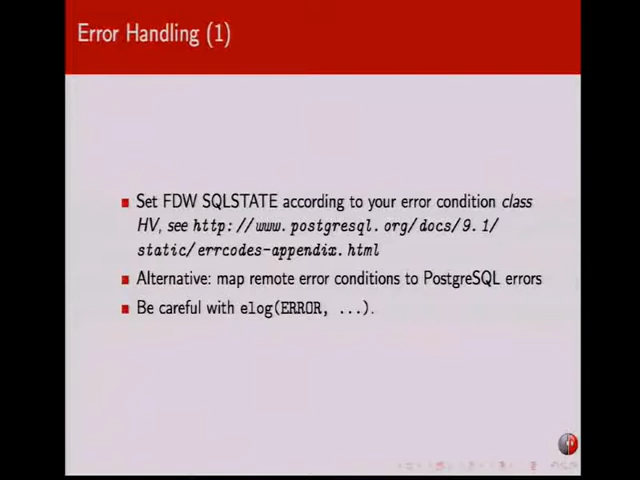 Error Handling (1)
Set FDW SQLSTATE according to your error condition class
HV, see http://www.postgresql.org/docs/9.1/
static/errcodes-appendix.html
Alternative: map remote error conditions to PostgreSQL errors
Be careful with elog(ERROR, ...).